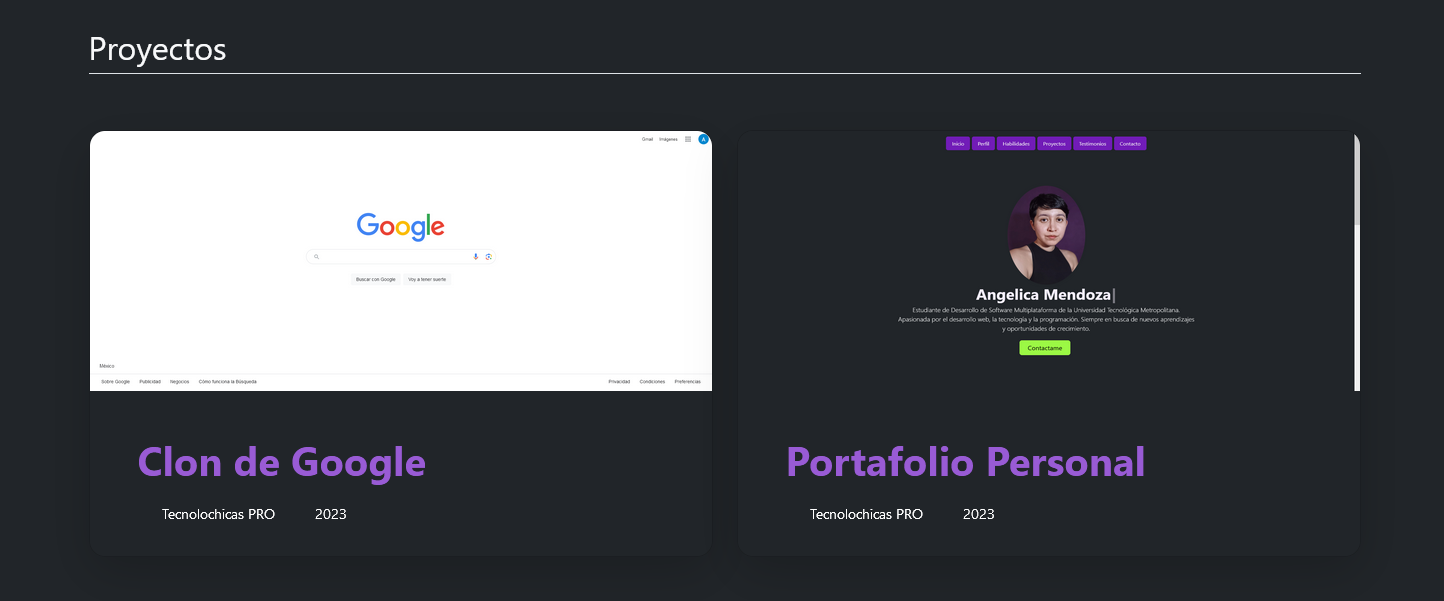 Proyectos
Gmail Imágenes A
Google
Buscar con Google Voy a tener suerte
México
Sobre Google Publicidad Negocios Cómo funciona la Búsqueda Privacidad Condiciones Preferencias
Clon de Google
Tecnolochicas PRO 2023
Inicio Perfil Habilidades Proyectos Testimonios Contacto
Angelica Mendoza|
Estudiante de Desarrollo de Software Multiplataforma de la Universidad Tecnológica Metropolitana.
Apasionada por el desarrollo web, la tecnología y la programación. Siempre en busca de nuevos aprendizajes
y oportunidades de crecimiento.
Contactame
Portafolio Personal
Tecnolochicas PRO 2023